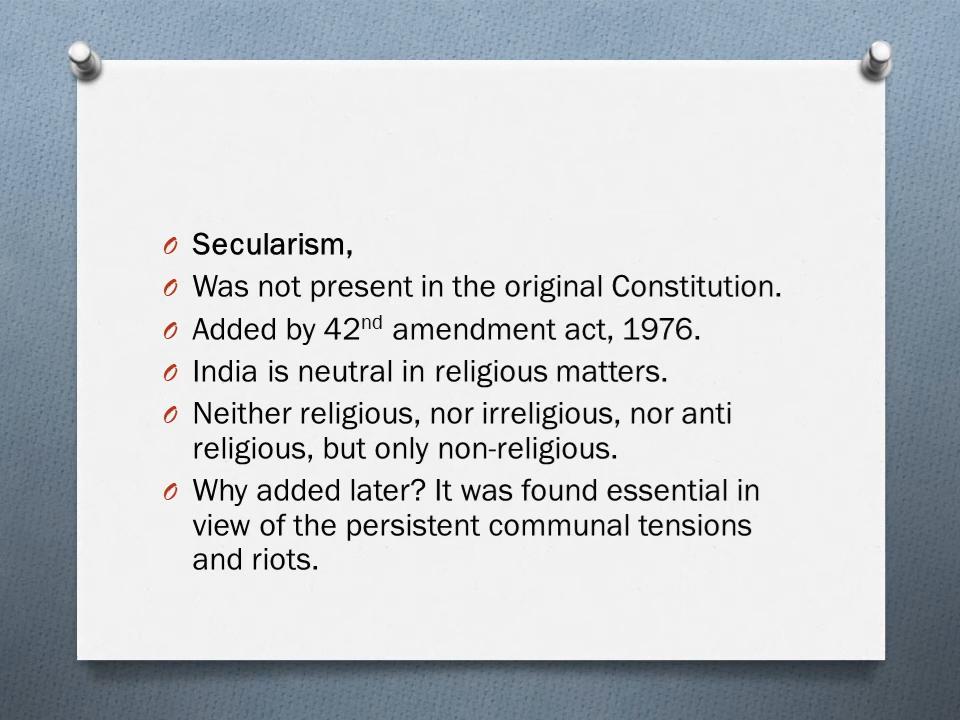 Secularism,
Was not present in the original Constitution.
Added by 42nd amendment act, 1976.
India is neutral in religious matters.
Neither religious, nor irreligious, nor anti
religious, but only non-religious.
Why added later? It was found essential in
view of the persistent communal tensions
and riots.